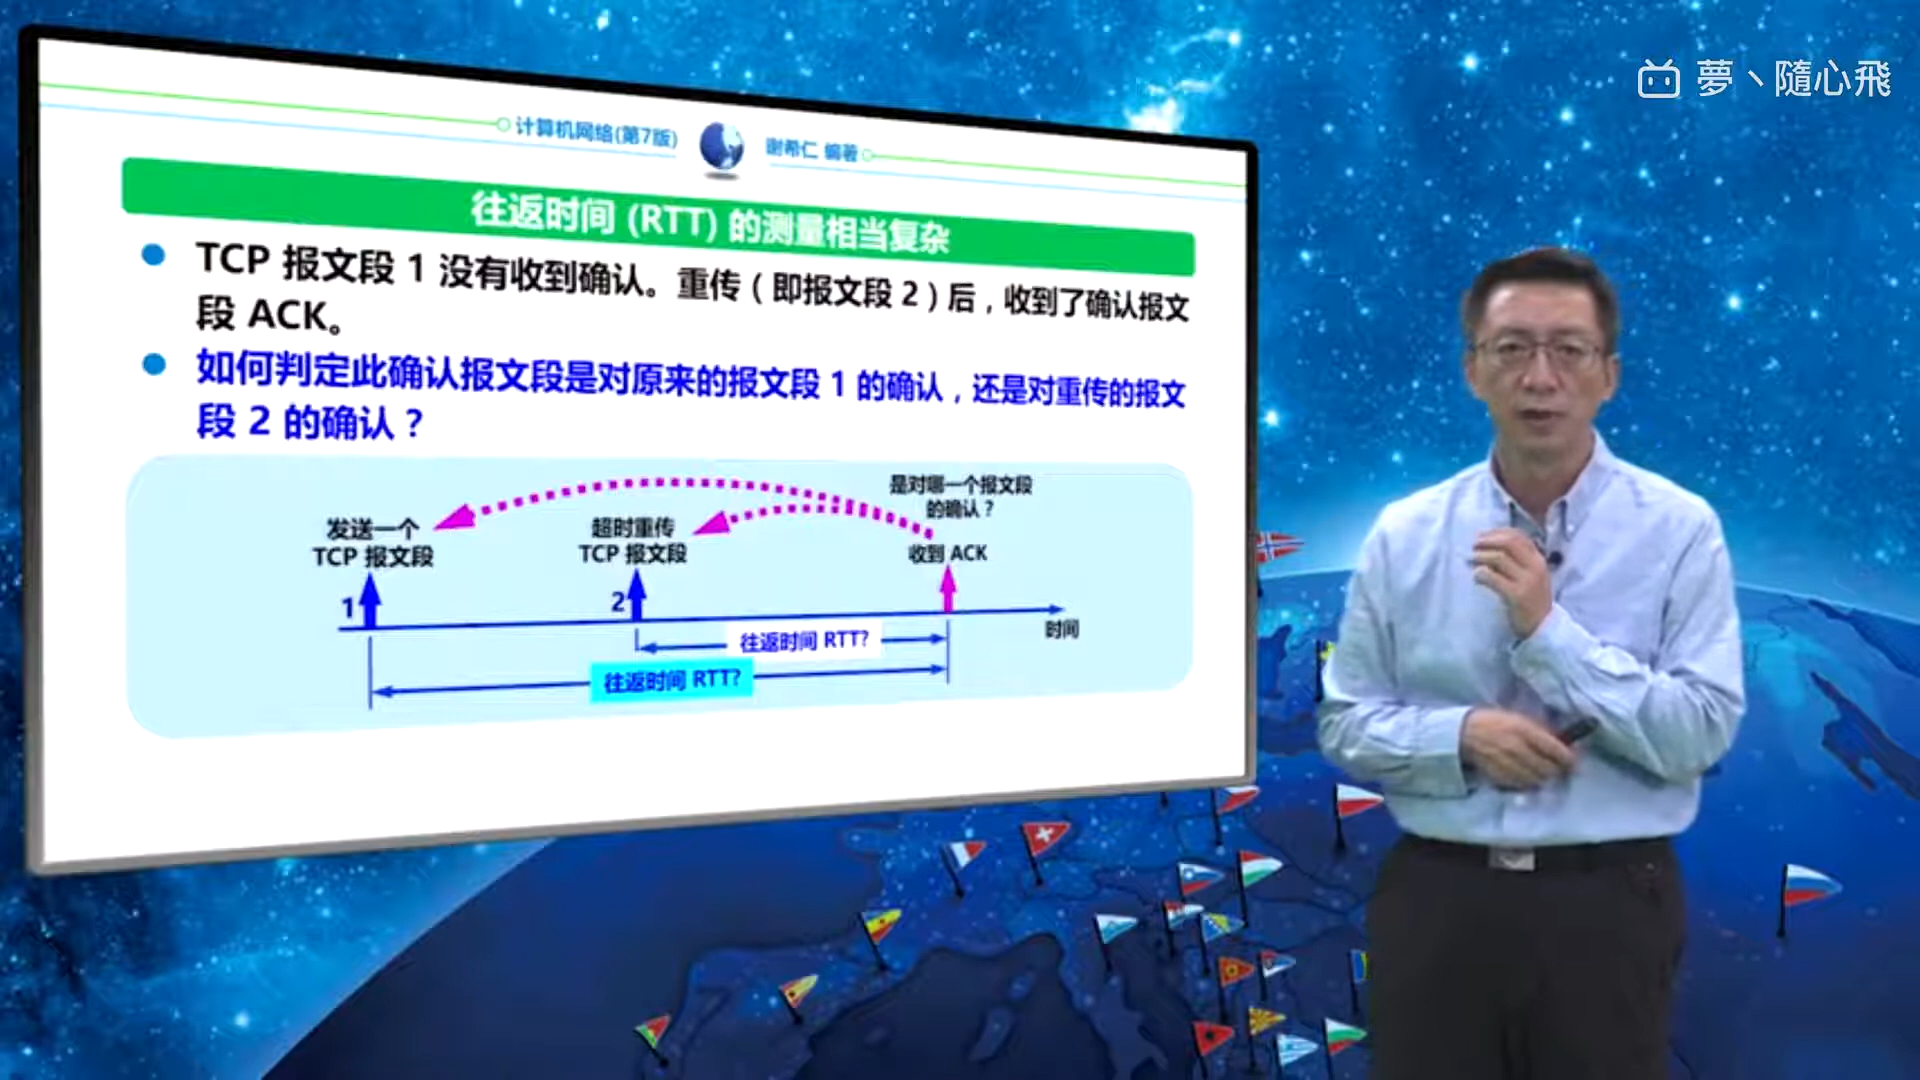 夢丶隨心飛
计算机网络(第7版)
谢希仁 编著
往返时间 (RTT) 的测量相当复杂
TCP 报文段 1 没有收到确认。重传（即报文段 2）后，收到了确认报文
段 ACK。
如何判定此确认报文段是对原来的报文段 1 的确认，还是对重传的报文
段 2 的确认？
是对哪一个报文段
的确认？
发送一个
TCP 报文段
超时重传
TCP 报文段
收到 ACK
1
2
时间
往返时间 RTT?
往返时间 RTT?